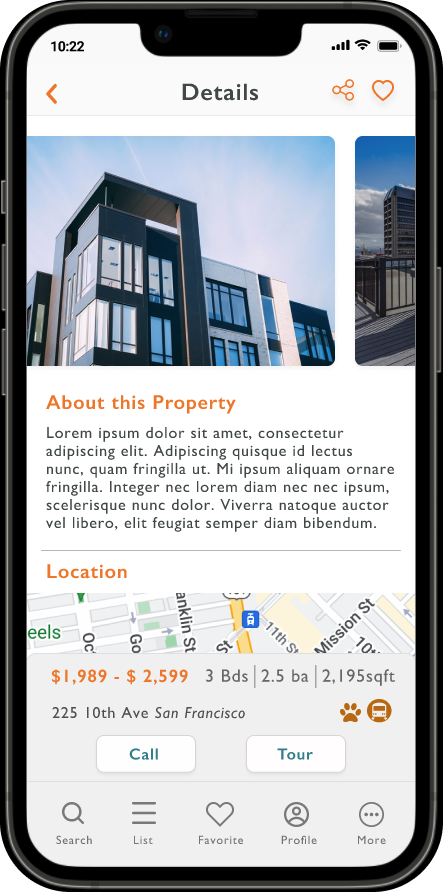 10:22
Details
About this Property
Lorem ipsum dolor sit amet, consectetur
adipiscing elit. Adipiscing quisque id lectus
nunc, quam fringilla ut. Mi ipsum aliquam ornare
fringilla. Integer nec lorem diam nec nec ipsum,
scelerisque nunc dolor. Viverra natoque auctor
vel libero, elit feugiat semper diam bibendum.
Location
eels
Oc
Go
anklin St
St
11th
Mission St
10th
$1,989 - $ 2,599 3 Bds 2.5 ba 2,195sqft
225 10th Ave San Francisco
Call Tour
Search List Favorite Profile More